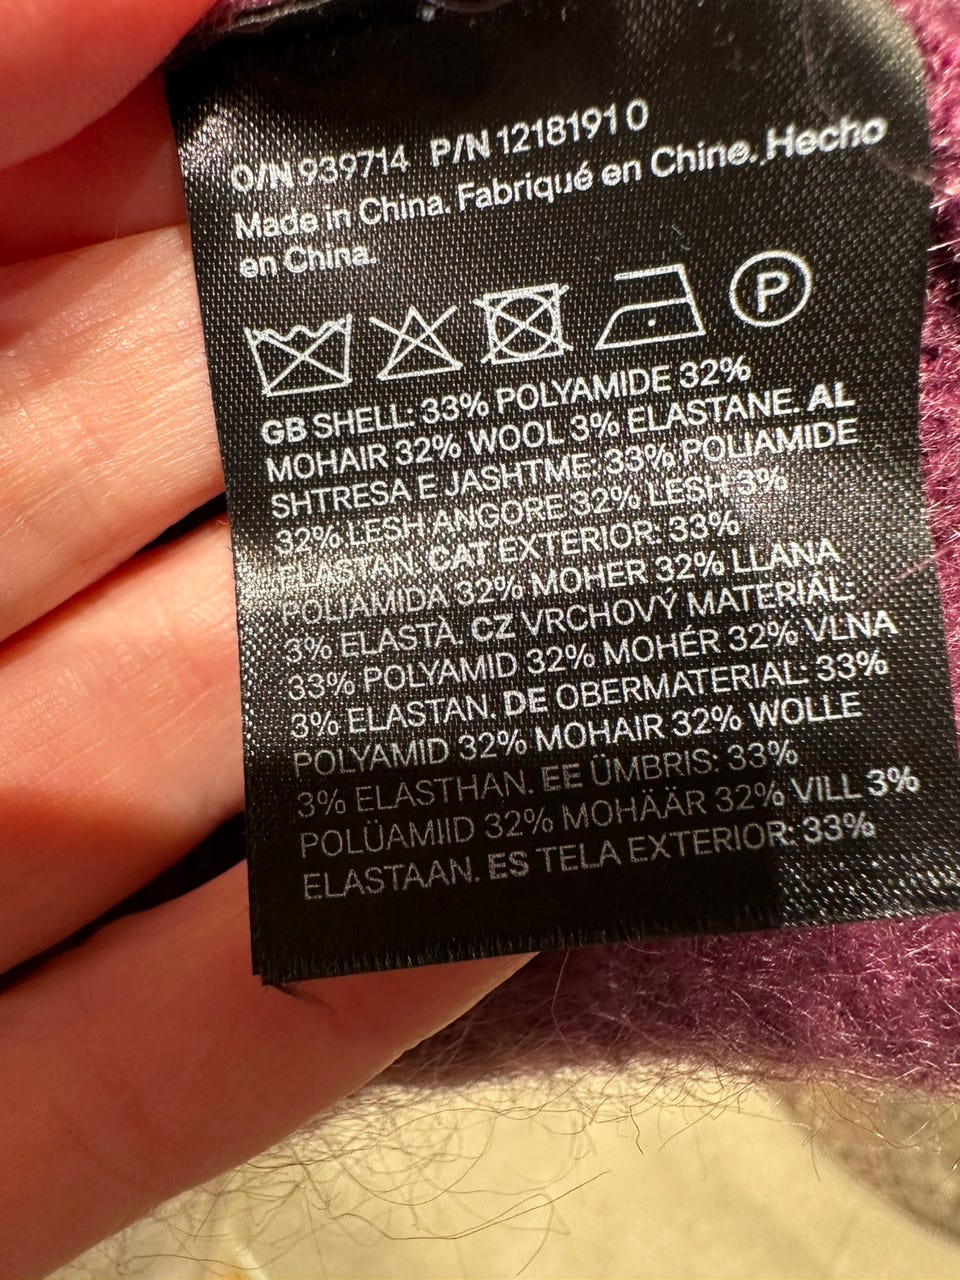 O/N 939714 P/N 1218191 0
Made in China. Fabriqué en Chine. Hecho
en China.
P
GB SHELL: 33% POLYAMIDE 32%
MOHAIR 32% WOOL 3% ELASTANE. AL
SHTRESA E JASHTME: 33% POLIAMIDE
32% LESH ANGORE 32% LESH 3%
ELASTAN. CAT EXTERIOR: 33%
POLIAMIDA 32% MOHER 32% LLANA
3% ELASTÀ. CZ VRCHOVÝ MATERIÁL:
33% POLYAMID 32% MOHÉR 32% VLNA
3% ELASTAN. DE OBERMATERIAL: 33%
POLYAMID 32% MOHAIR 32% WOLLE
3% ELASTHAN. EE ÜMBRIS: 33%
POLÜAMIID 32% MOHÄÄR 32% VILL 3%
ELASTAAN. ES TELA EXTERIOR: 33%